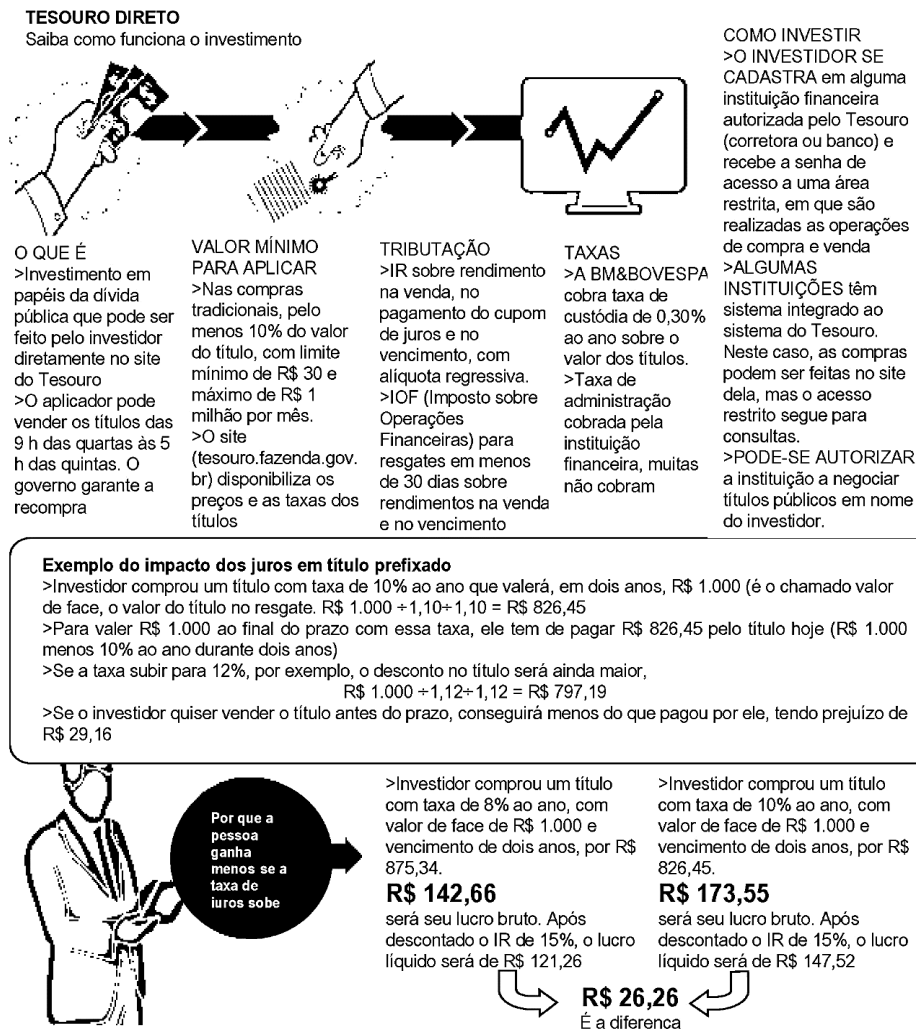 TESOURO DIRETO
Saiba como funciona o investimento
O QUE É
>Investimento em
papéis da dívida
pública que pode ser
feito pelo investidor
diretamente no site
do Tesouro
>O aplicador pode
vender os títulos das
9 h das quartas às 5
h das quintas. O
governo garante a
recompra
VALOR MÍNIMO
PARA APLICAR
>Nas compras
tradicionais, pelo
menos 10% do valor
do título, com limite
mínimo de R$ 30 e
máximo de R$ 1
milhão por mês.
>O site
(tesouro.fazenda.gov.
br) disponibiliza os
preços e as taxas dos
títulos
TRIBUTAÇÃO
>IR sobre rendimento
na venda, no
pagamento do cupom
de juros e no
vencimento, com
alíquota regressiva.
>IOF (Imposto sobre
Operações
Financeiras) para
resgates em menos
de 30 dias sobre
rendimentos na venda
e no vencimento
TAXAS
>A BM&BOVESPA
cobra taxa de
custódia de 0,30%
ao ano sobre o
valor dos títulos.
>Taxa de
administração
cobrada pela
instituição
financeira, muitas
não cobram
COMO INVESTIR
>O INVESTIDOR SE
CADASTRA em alguma
instituição financeira
autorizada pelo Tesouro
(corretora ou banco) e
recebe a senha de
acesso a uma área
restrita, em que são
realizadas as operações
de compra e venda
>ALGUMAS
INSTITUIÇÕES têm
sistema integrado ao
sistema do Tesouro.
Neste caso, as compras
podem ser feitas no site
dela, mas o acesso
restrito segue para
consultas.
>PODE-SE AUTORIZAR
a instituição a negociar
títulos públicos em nome
do investidor.
Exemplo do impacto dos juros em título prefixado
>Investidor comprou um título com taxa de 10% ao ano que valerá, em dois anos, R$ 1.000 (é o chamado valor
de face, o valor do título no resgate. R$ 1.000 ÷1,10÷1,10 = R$ 826,45
>Para valer R$ 1.000 ao final do prazo com essa taxa, ele tem de pagar R$ 826,45 pelo título hoje (R$ 1.000
menos 10% ao ano durante dois anos)
>Se a taxa subir para 12%, por exemplo, o desconto no título será ainda maior,
R$ 1.000 ÷1,12÷1,12 = R$ 797,19
>Se o investidor quiser vender o título antes do prazo, conseguirá menos do que pagou por ele, tendo prejuízo de
R$ 29,16
Por que a
pessoa
ganha
menos se a
taxa de
juros sobe
>Investidor comprou um título
com taxa de 8% ao ano, com
valor de face de R$ 1.000 e
vencimento de dois anos, por R$
875,34.
R$ 142,66
será seu lucro bruto. Após
descontado o IR de 15%, o lucro
líquido será de R$ 121,26
>Investidor comprou um título
com taxa de 10% ao ano, com
valor de face de R$ 1.000 e
vencimento de dois anos, por R$
826,45.
R$ 173,55
será seu lucro bruto. Após
descontado o IR de 15%, o lucro
líquido será de R$ 147,52
R$ 26,26
É a diferença